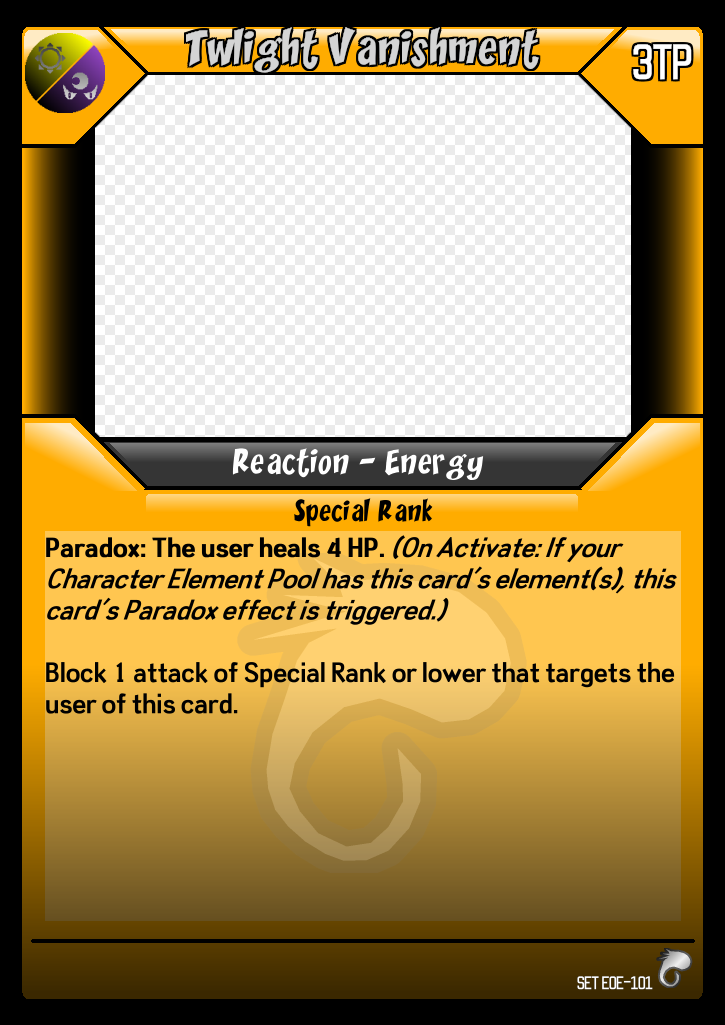 Twlight Vanishment
3TP
Reaction - Energy
Special Rank
Paradox: The user heals 4 HP. (On Activate: If your
Character Element Pool has this card's element(s), this
card's Paradox effect is triggered.)
Block 1 attack of Special Rank or lower that targets the
user of this card.
SET EOE-101